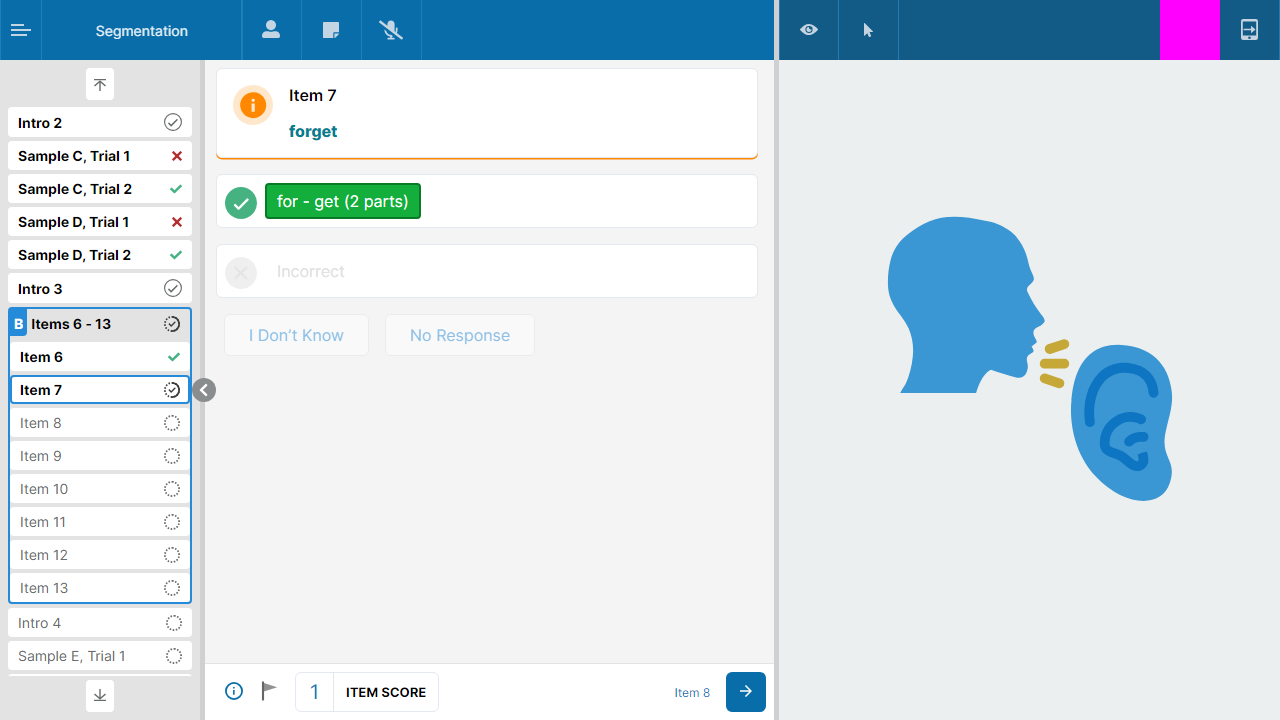 Segmentation
Intro 2
Sample C, Trial 1
Sample C, Trial 2
Sample D, Trial 1
Sample D, Trial 2
Intro 3
B Items 6 - 13
Item 6
Item 7
Item 8
Item 9
Item 10
Item 11
Item 12
Item 13
Intro 4
Sample E, Trial 1
Item 7
forget
for - get (2 parts)
Incorrect
I Don't Know
No Response
1 ITEM SCORE
Item 8